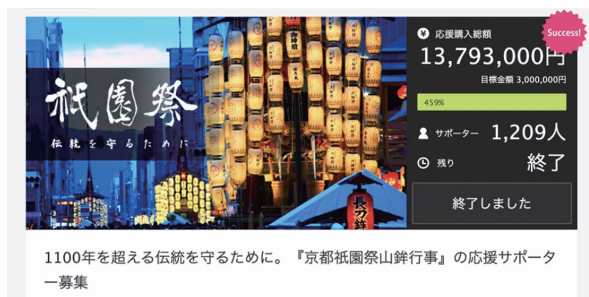 応援購入総額
Success!
13,793,000円
目標金額 3,000,000円
459%
サポーター 1,209人
残り 終了
終了しました
祇園祭
伝統を守るために
長刀鉾
1100年を超える伝統を守るために。『京都祇園祭山鉾行事』の応援サポータ
ー募集